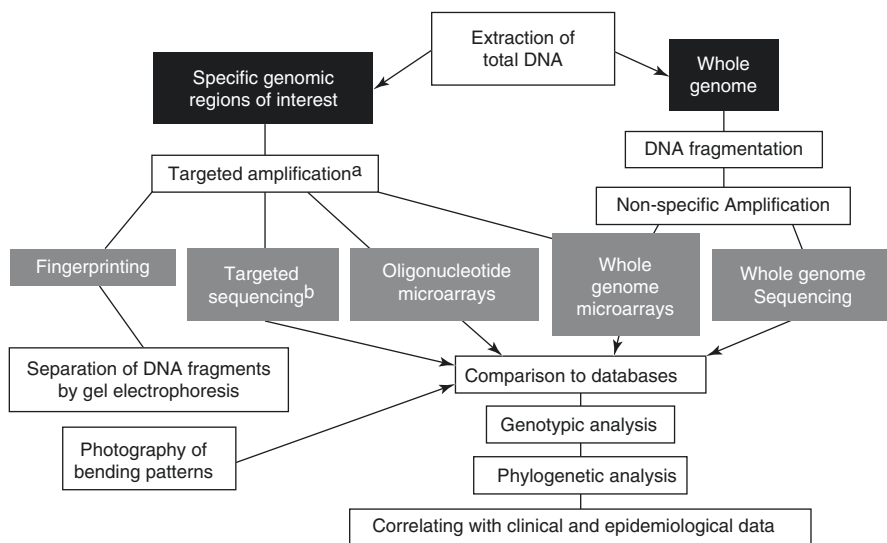 Extraction of
total DNA
Specific genomic
regions of interest
Whole
genome
DNA fragmentation
Targeted amplificationa
Non-specific Amplification
Fingerprinting
Targeted
sequencingb
Oligonucleotide
microarrays
Whole
genome
microarrays
Whole genome
Sequencing
Separation of DNA fragments
by gel electrophoresis
Comparison to databases
Photography of
bending patterns
Genotypic analysis
Phylogenetic analysis
Correlating with clinical and epidemiological data